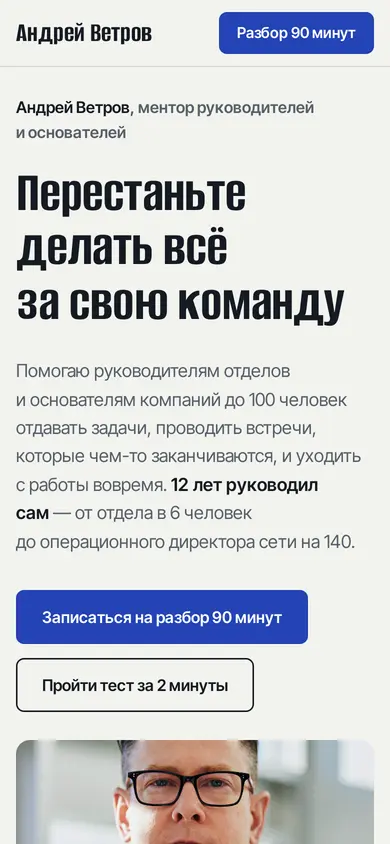 Андрей Ветров
Разбор 90 минут
Андрей Ветров, ментор руководителей
и основателей
Перестаньте
делать всё
за свою команду
Помогаю руководителям отделов
и основателям компаний до 100 человек
отдавать задачи, проводить встречи,
которые чем-то заканчиваются, и уходить
с работы вовремя. 12 лет руководил
сам — от отдела в 6 человек
до операционного директора сети на 140.
Записаться на разбор 90 минут
Пройти тест за 2 минуты